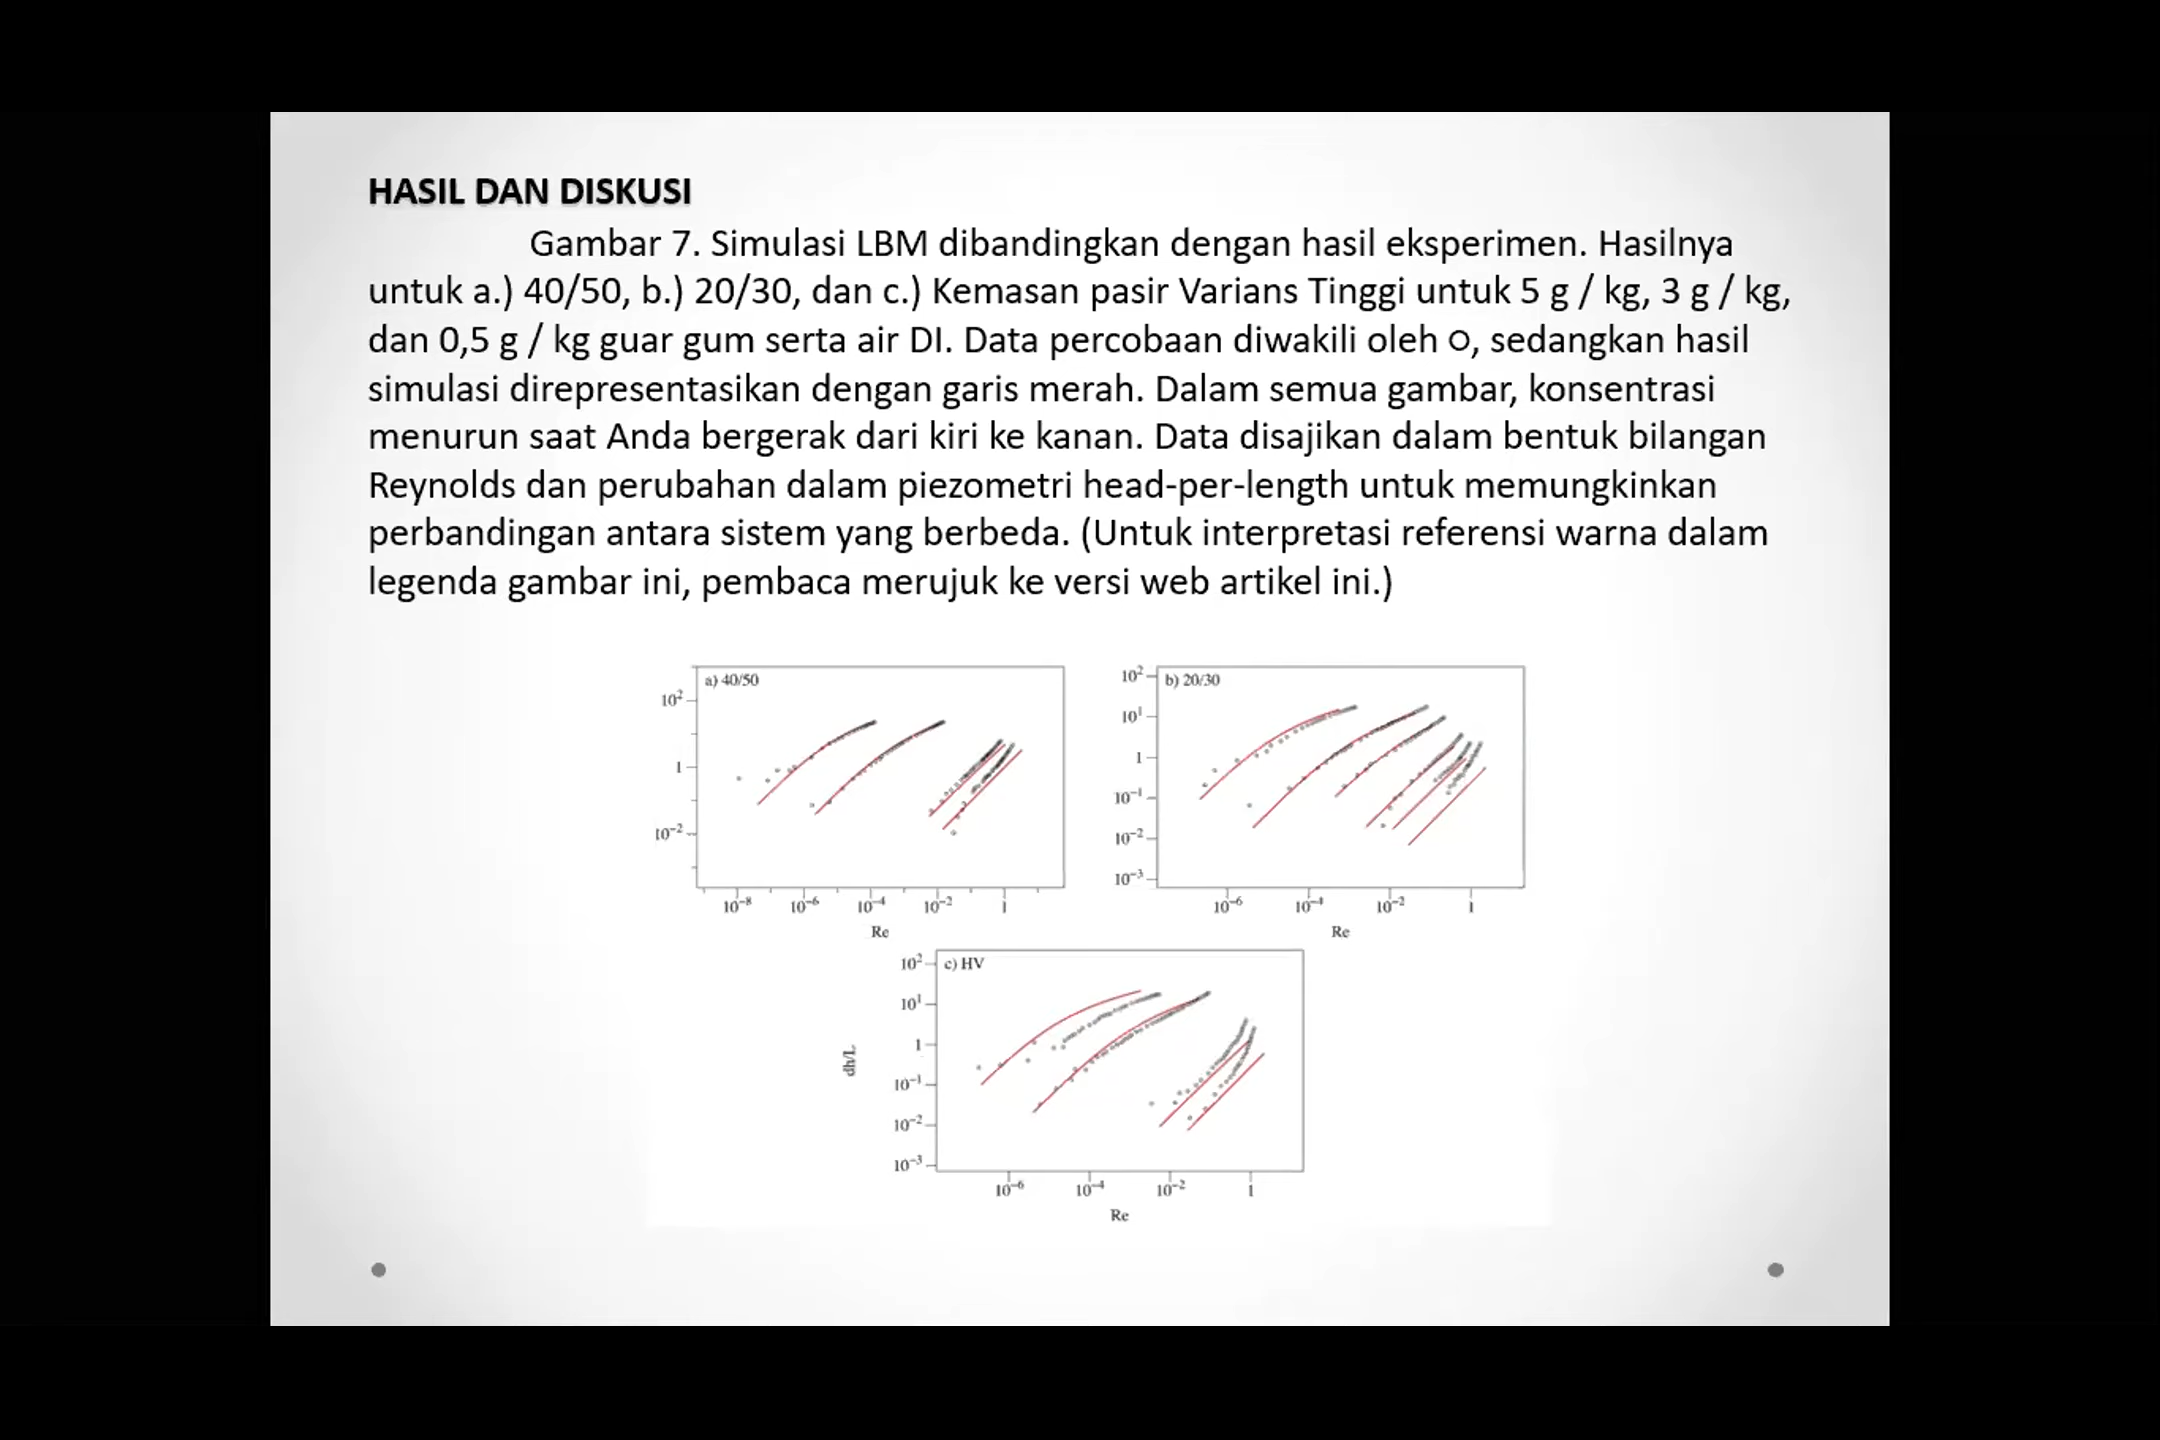 HASIL DAN DISKUSI
Gambar 7. Simulasi LBM dibandingkan dengan hasil eksperimen. Hasilnya
untuk a.) 40/50, b.) 20/30, dan c.) Kemasan pasir Varians Tinggi untuk 5 g / kg, 3 g / kg,
dan 0,5 g / kg guar gum serta air DI. Data percobaan diwakili oleh ○, sedangkan hasil
simulasi direpresentasikan dengan garis merah. Dalam semua gambar, konsentrasi
menurun saat Anda bergerak dari kiri ke kanan. Data disajikan dalam bentuk bilangan
Reynolds dan perubahan dalam piezometri head-per-length untuk memungkinkan
perbandingan antara sistem yang berbeda. (Untuk interpretasi referensi warna dalam
legenda gambar ini, pembaca merujuk ke versi web artikel ini.)
a) 40/50
10²
1
10⁻²
10⁻⁸ 10⁻⁶ 10⁻⁴ 10⁻² 1
Re
b) 20/30
10²
10¹
1
10⁻¹
10⁻²
10⁻³
10⁻⁶ 10⁻⁴ 10⁻² 1
Re
c) HV
dh/L
10²
10¹
1
10⁻¹
10⁻²
10⁻³
10⁻⁶ 10⁻⁴ 10⁻² 1
Re